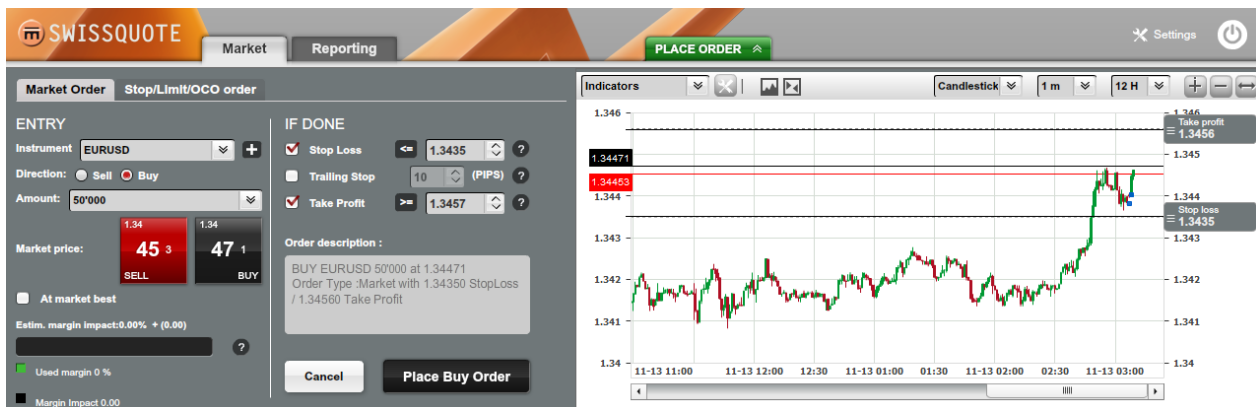 SWISSQUOTE
Market
Reporting
PLACE ORDER
Settings
Market Order
Stop/Limit/OCO order
ENTRY
Instrument EURUSD
Direction: Sell Buy
Amount: 50'000
Market price:
1.34
45 3
SELL
1.34
47 1
BUY
At market best
Estim. margin impact:0.00% + (0.00)
?
Used margin 0 %
Margin Impact 0.00
IF DONE
Stop Loss <= 1.3435 ?
Trailing Stop 10 (PIPS) ?
Take Profit >= 1.3457 ?
Order description :
BUY EURUSD 50'000 at 1.34471
Order Type :Market with 1.34350 StopLoss
/ 1.34560 Take Profit
Cancel
Place Buy Order
Indicators
Candlestick
1 m
12 H
1.346
1.34471
1.34453
1.344
1.343
1.342
1.341
1.34
1.346
Take profit
1.3456
1.345
1.344
Stop loss
1.3435
1.343
1.342
1.341
1.34
11-13 11:00
11-13 12:00
12:30
11-13 01:00
01:30
11-13 02:00
02:30
11-13 03:00